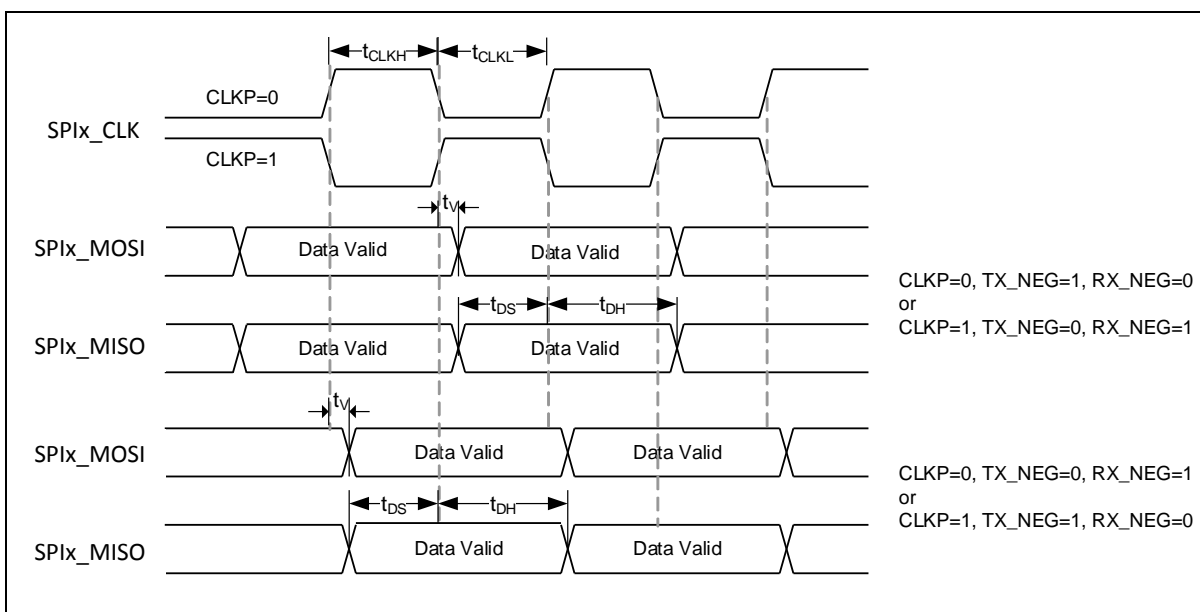 tCLKH
tCLKL
CLKP=0
SPIx_CLK
CLKP=1
tV
SPIx_MOSI
Data Valid
Data Valid
CLKP=0, TX_NEG=1, RX_NEG=0
or
CLKP=1, TX_NEG=0, RX_NEG=1
tDS
tDH
SPIx_MISO
Data Valid
Data Valid
tV
SPIx_MOSI
Data Valid
Data Valid
CLKP=0, TX_NEG=0, RX_NEG=1
or
CLKP=1, TX_NEG=1, RX_NEG=0
tDS
tDH
SPIx_MISO
Data Valid
Data Valid